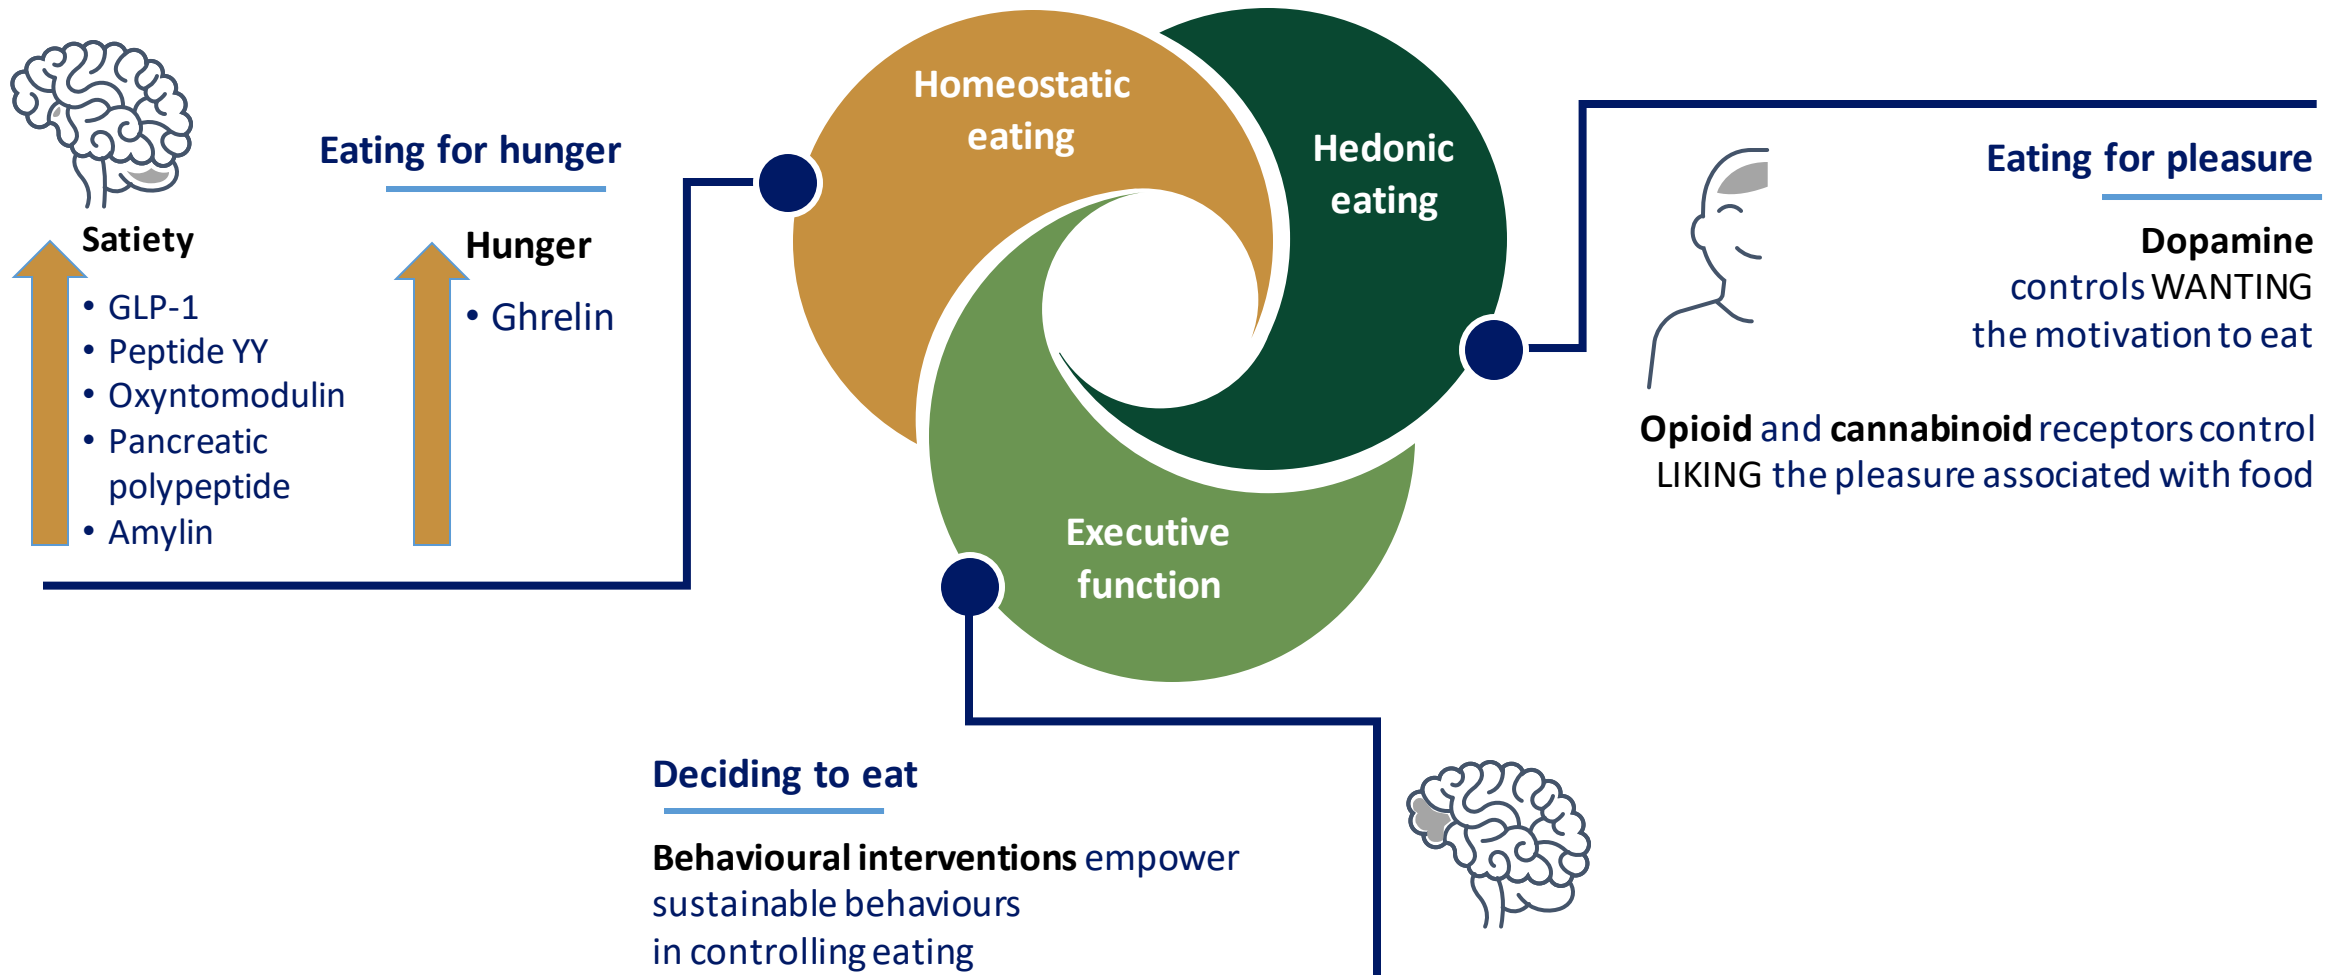 Homeostatic
eating
Hedonic
eating
Executive
function
Eating for hunger
Satiety
• GLP-1
• Peptide YY
• Oxyntomodulin
• Pancreatic
polypeptide
• Amylin
Hunger
• Ghrelin
Eating for pleasure
Dopamine
controls WANTING
the motivation to eat
Opioid and cannabinoid receptors control
LIKING the pleasure associated with food
Deciding to eat
Behavioural interventions empower
sustainable behaviours
in controlling eating